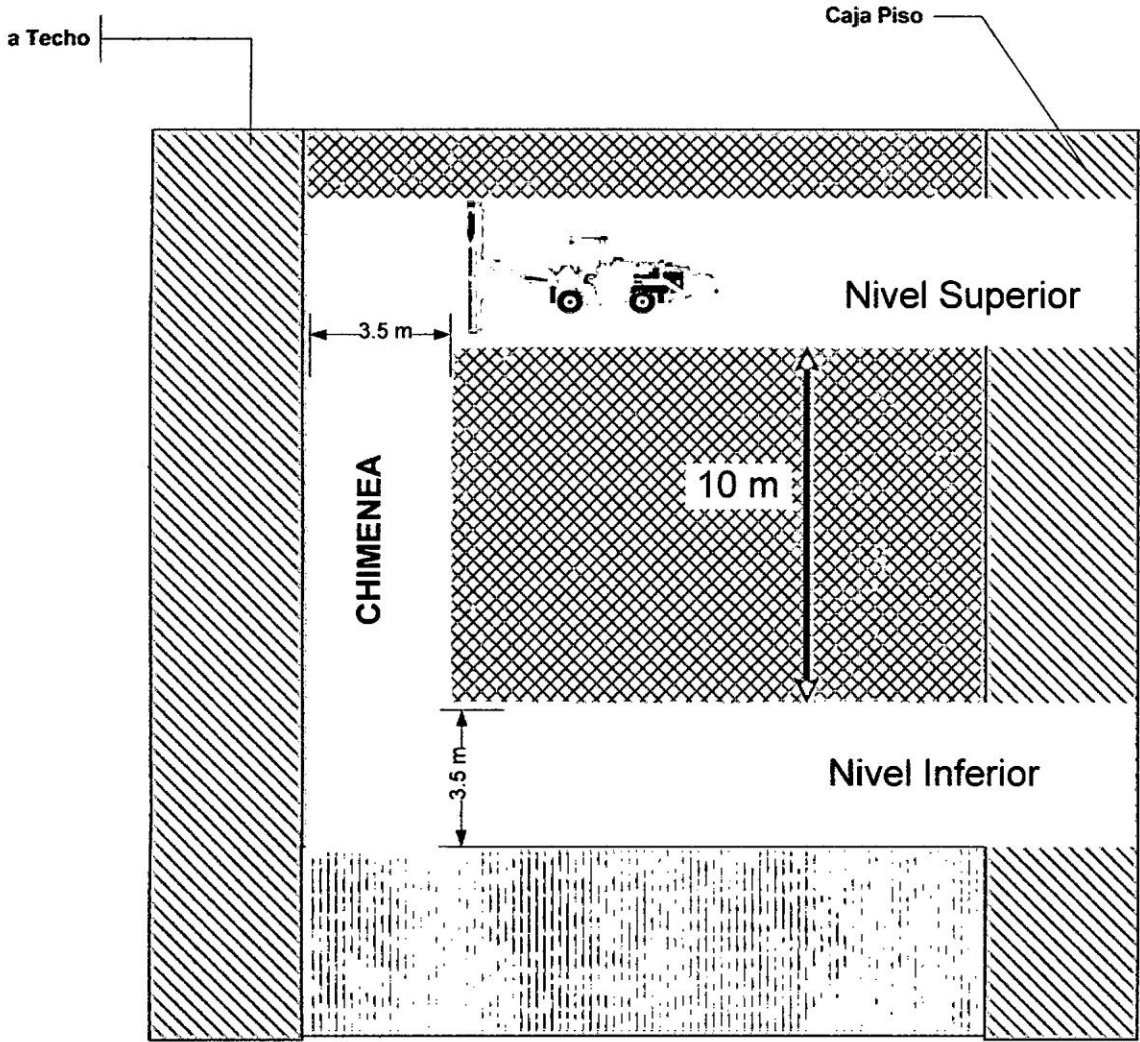 a Techo
Caja Piso
Nivel Superior
3.5 m
CHIMENEA
10 m
3.5 m
Nivel Inferior